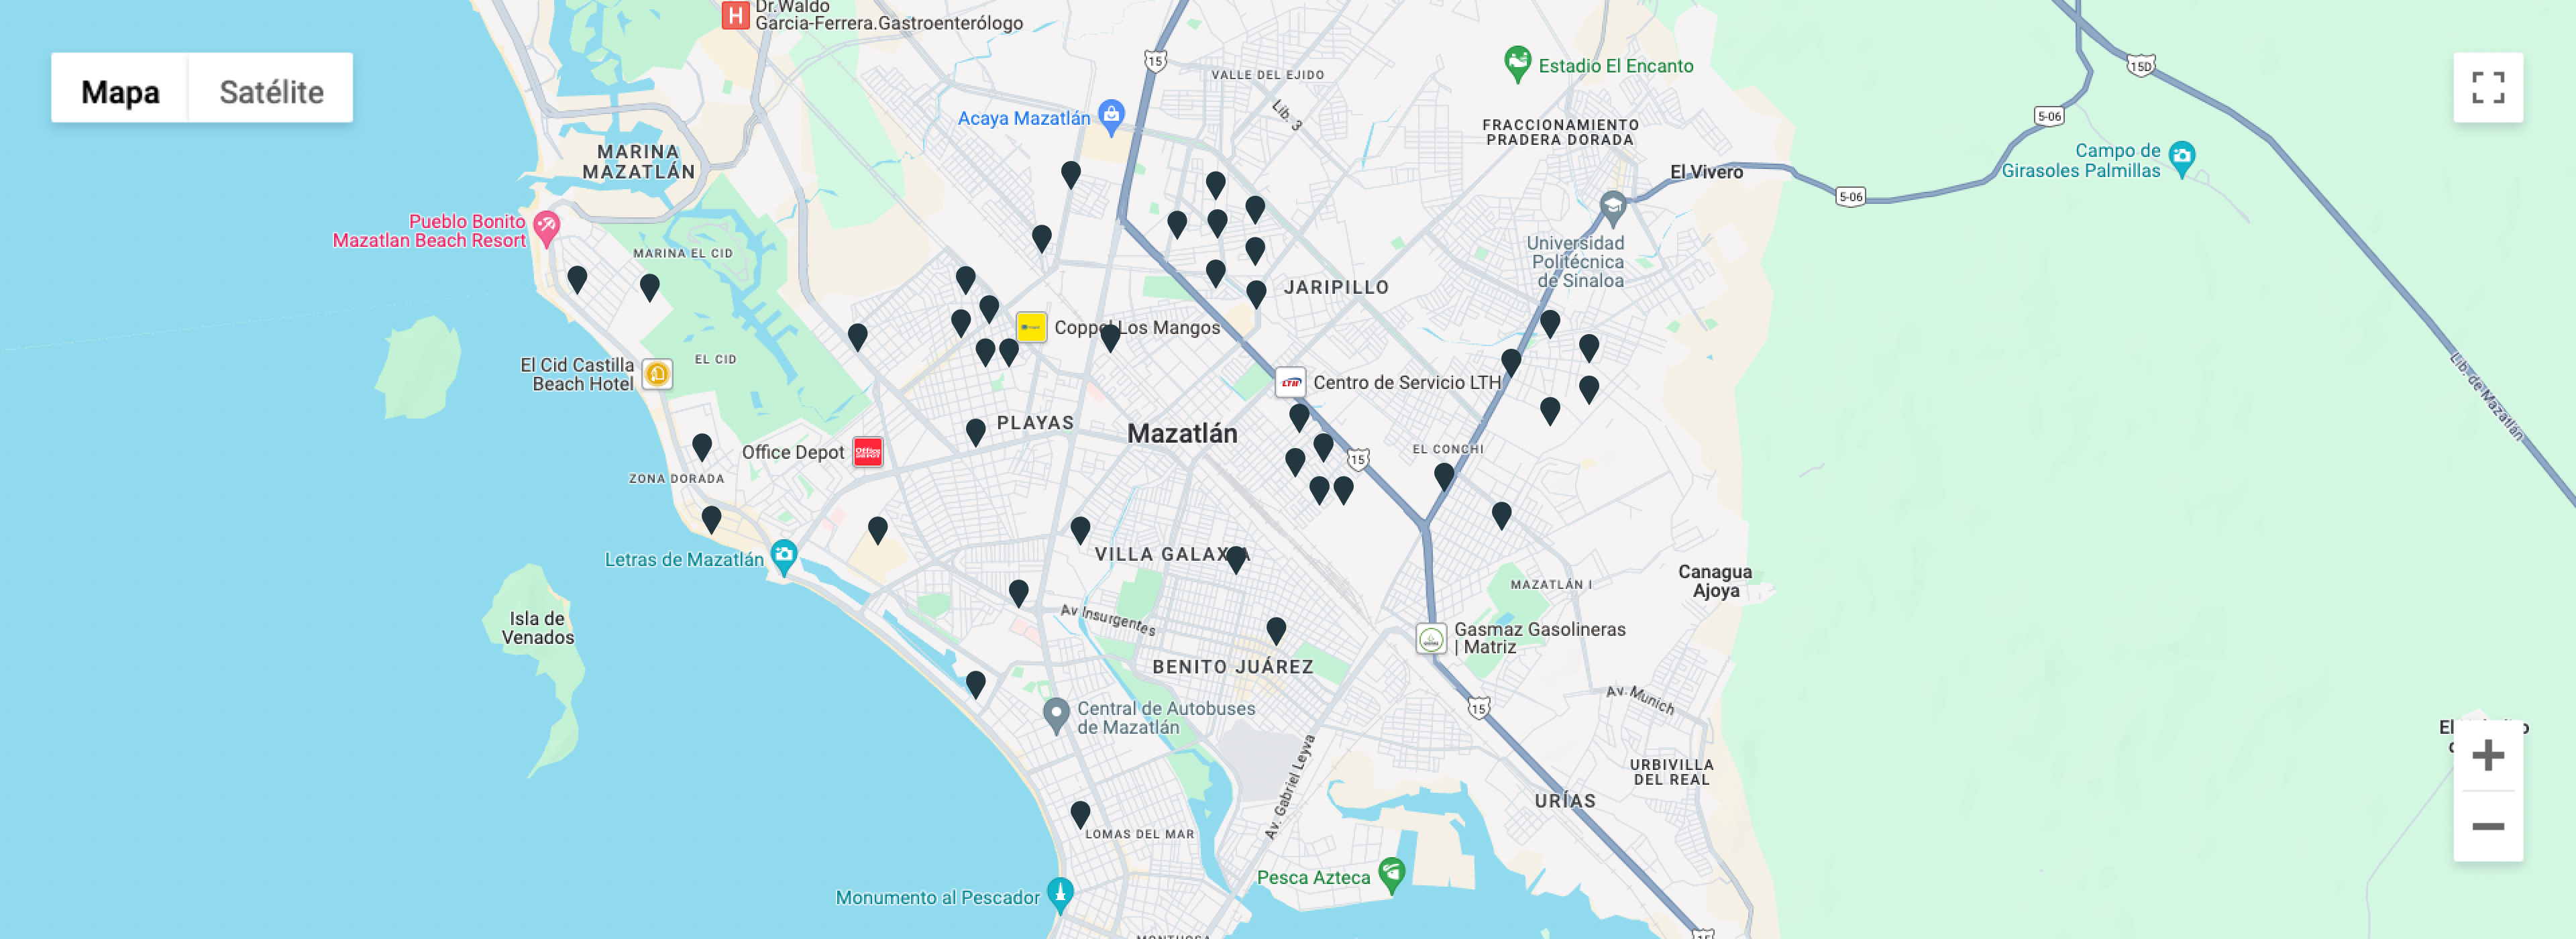 Dr.Waldo
Garcia-Ferrera.Gastroenterólogo
Mapa
Satélite
15
15D
VALLE DEL EJIDO
Estadio El Encanto
Lib. 3
Acaya Mazatlán
5-06
FRACCIONAMIENTO
PRADERA DORADA
MARINA
MAZATLÁN
El Vivero
Campo de
Girasoles Palmillas
5-06
Pueblo Bonito
Mazatlan Beach Resort
MARINA EL CID
Universidad
Politécnica
de Sinaloa
JARIPILLO
Coppel Los Mangos
EL CID
El Cid Castilla
Beach Hotel
LTH
Centro de Servicio LTH
Lib. de Mazatlán
PLAYAS
Mazatlán
Office Depot
Office
DEPOT
EL CONCHI
15
ZONA DORADA
VILLA GALAXIA
Letras de Mazatlán
MAZATLÁN I
Canagua
Ajoya
Isla de
Venados
Av Insurgentes
Gasmaz Gasolineras
| Matriz
BENITO JUÁREZ
Av. Munich
15
Central de Autobuses
de Mazatlán
Av. Gabriel Leyva
URBIVILLA
DEL REAL
URÍAS
LOMAS DEL MAR
Pesca Azteca
Monumento al Pescador
MONTUOSA
15